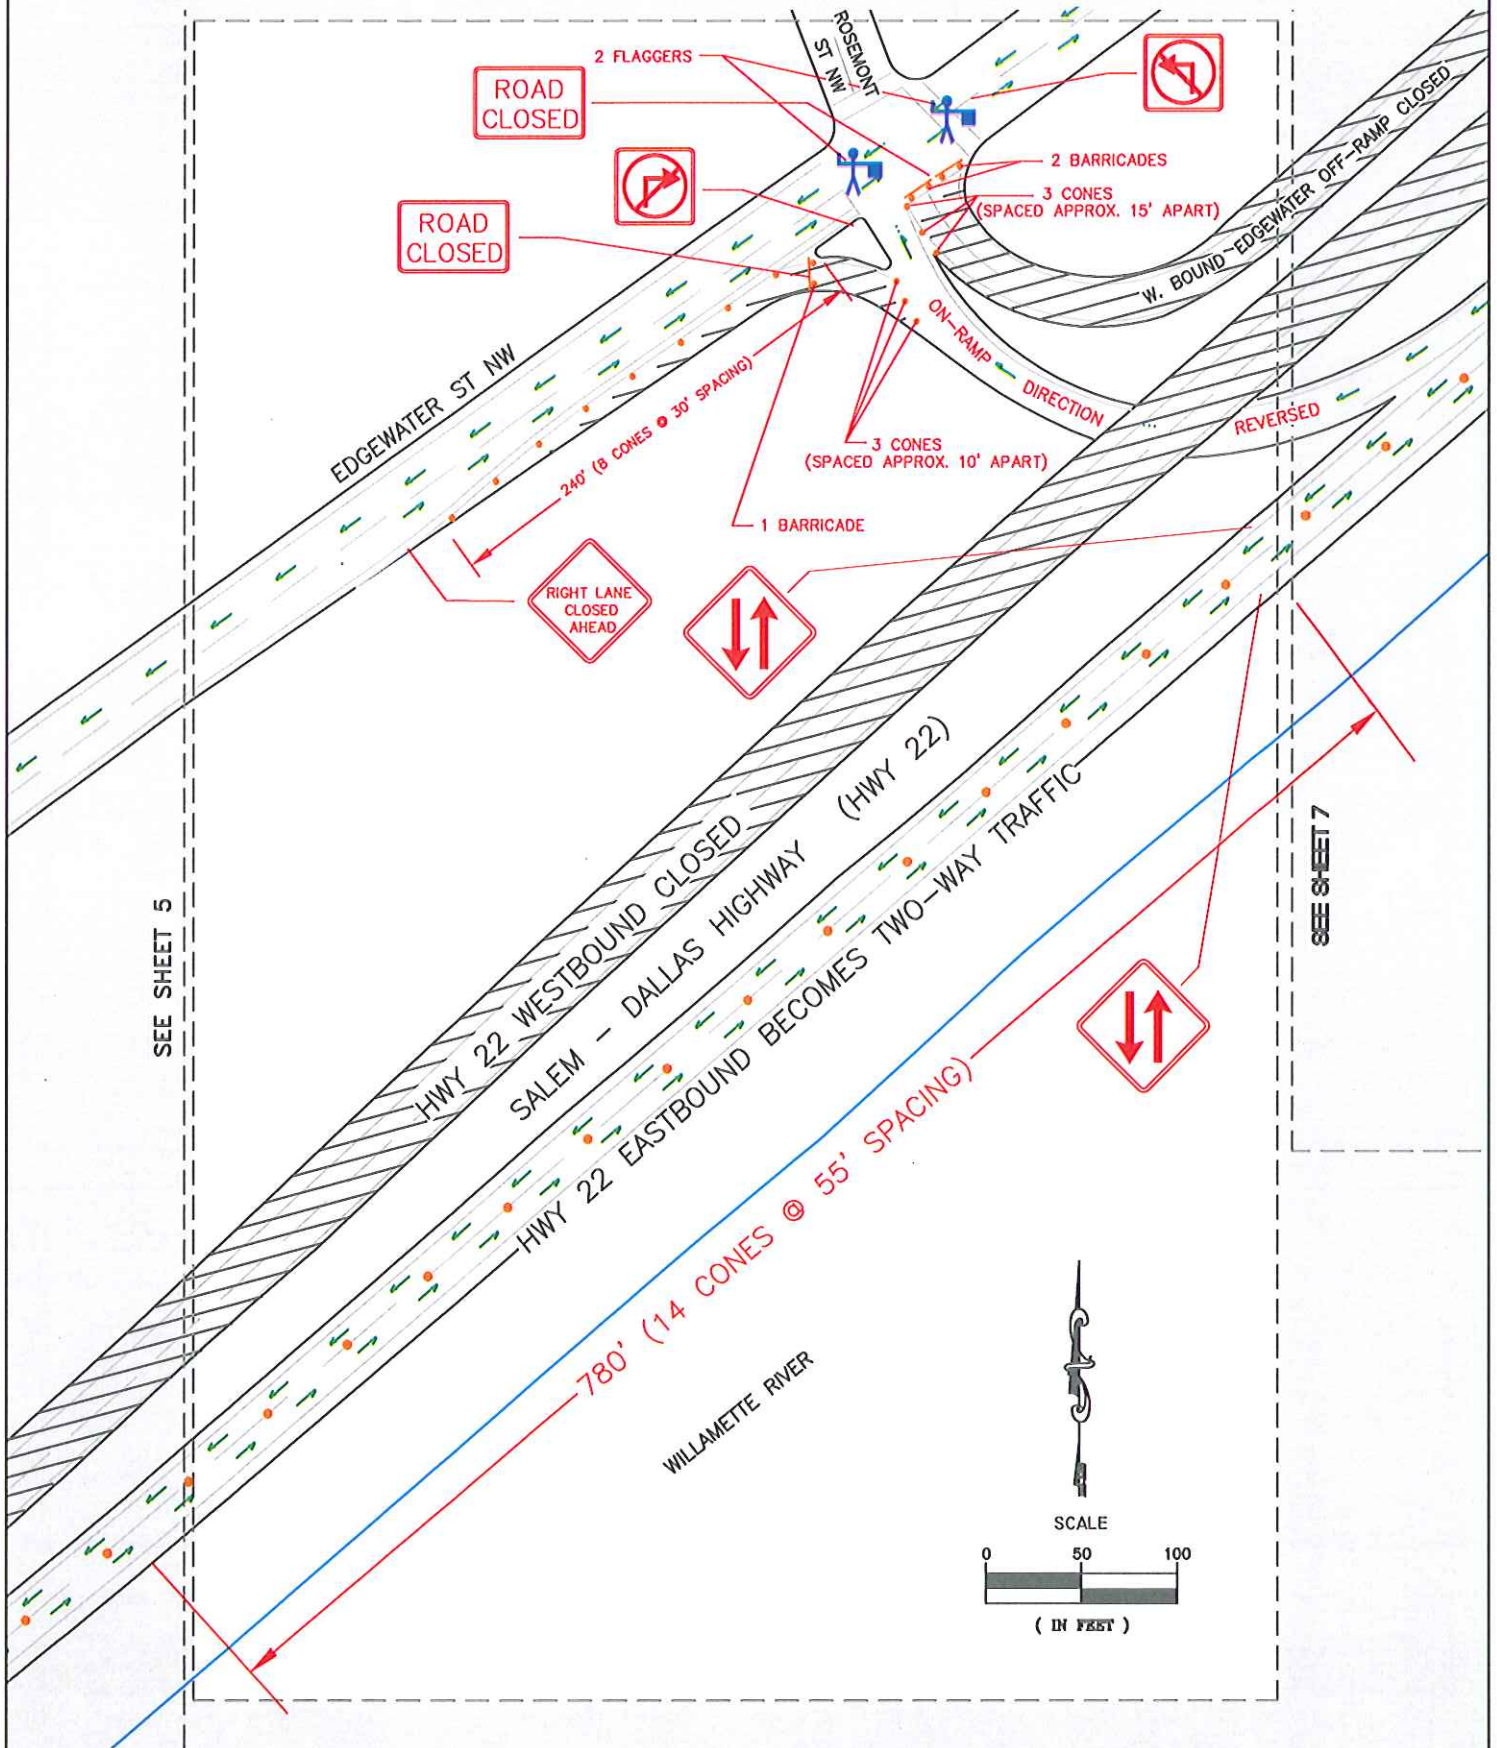 ROSEMONT
ST NW
2 FLAGGERS
ROAD
CLOSED
2 BARRICADES
3 CONES
(SPACED APPROX. 15' APART)
W. BOUND EDGEWATER OFF-RAMP CLOSED
ROAD
CLOSED
ON-RAMP DIRECTION
REVERSED
EDGEWATER ST NW
240' (8 CONES @ 30' SPACING)
3 CONES
(SPACED APPROX. 10' APART)
1 BARRICADE
RIGHT LANE
CLOSED
AHEAD
HWY 22 WESTBOUND CLOSED
SALEM - DALLAS HIGHWAY (HWY 22)
HWY 22 EASTBOUND BECOMES TWO-WAY TRAFFIC
SEE SHEET 5
SEE SHEET 7
780' (14 CONES @ 55' SPACING)
WILLAMETTE RIVER
SCALE
0 50 100
( IN FEET )